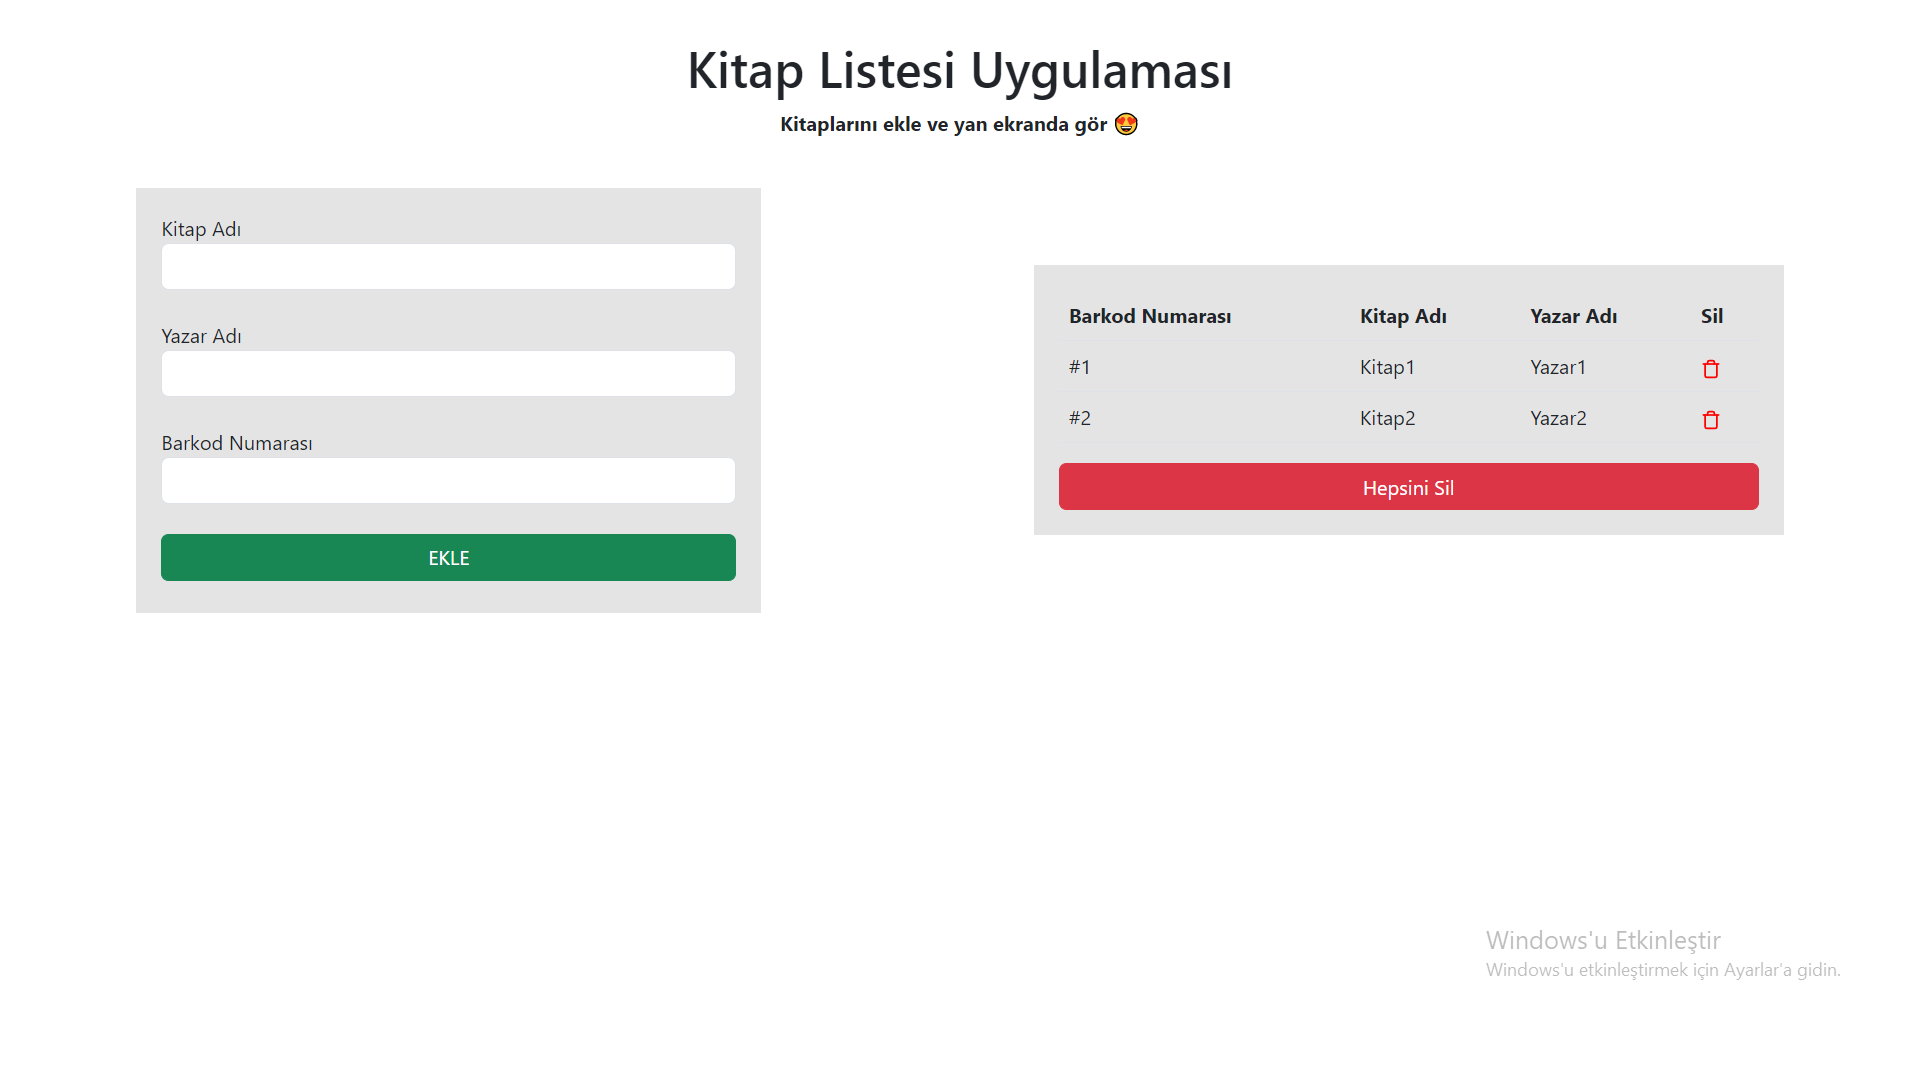 Kitap Listesi Uygulaması
Kitaplarını ekle ve yan ekranda gör 😍
Kitap Adı
Yazar Adı
Barkod Numarası
EKLE
Barkod Numarası Kitap Adı Yazar Adı Sil
#1 Kitap1 Yazar1
#2 Kitap2 Yazar2
Hepsini Sil
Windows'u Etkinleştir
Windows'u etkinleştirmek için Ayarlar'a gidin.